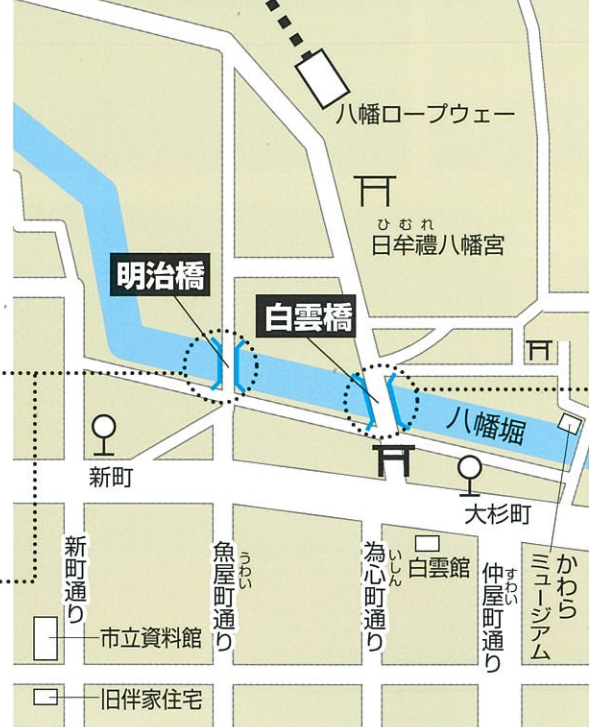 八幡ロープウェー
ひむれ
日牟禮八幡宮
明治橋
白雲橋
八幡堀
新町
大杉町
新町通り
魚屋町通り
うわい
為心町通り
いしん
白雲館
仲屋町通り
すわい
かわら
ミュージアム
市立資料館
旧伴家住宅